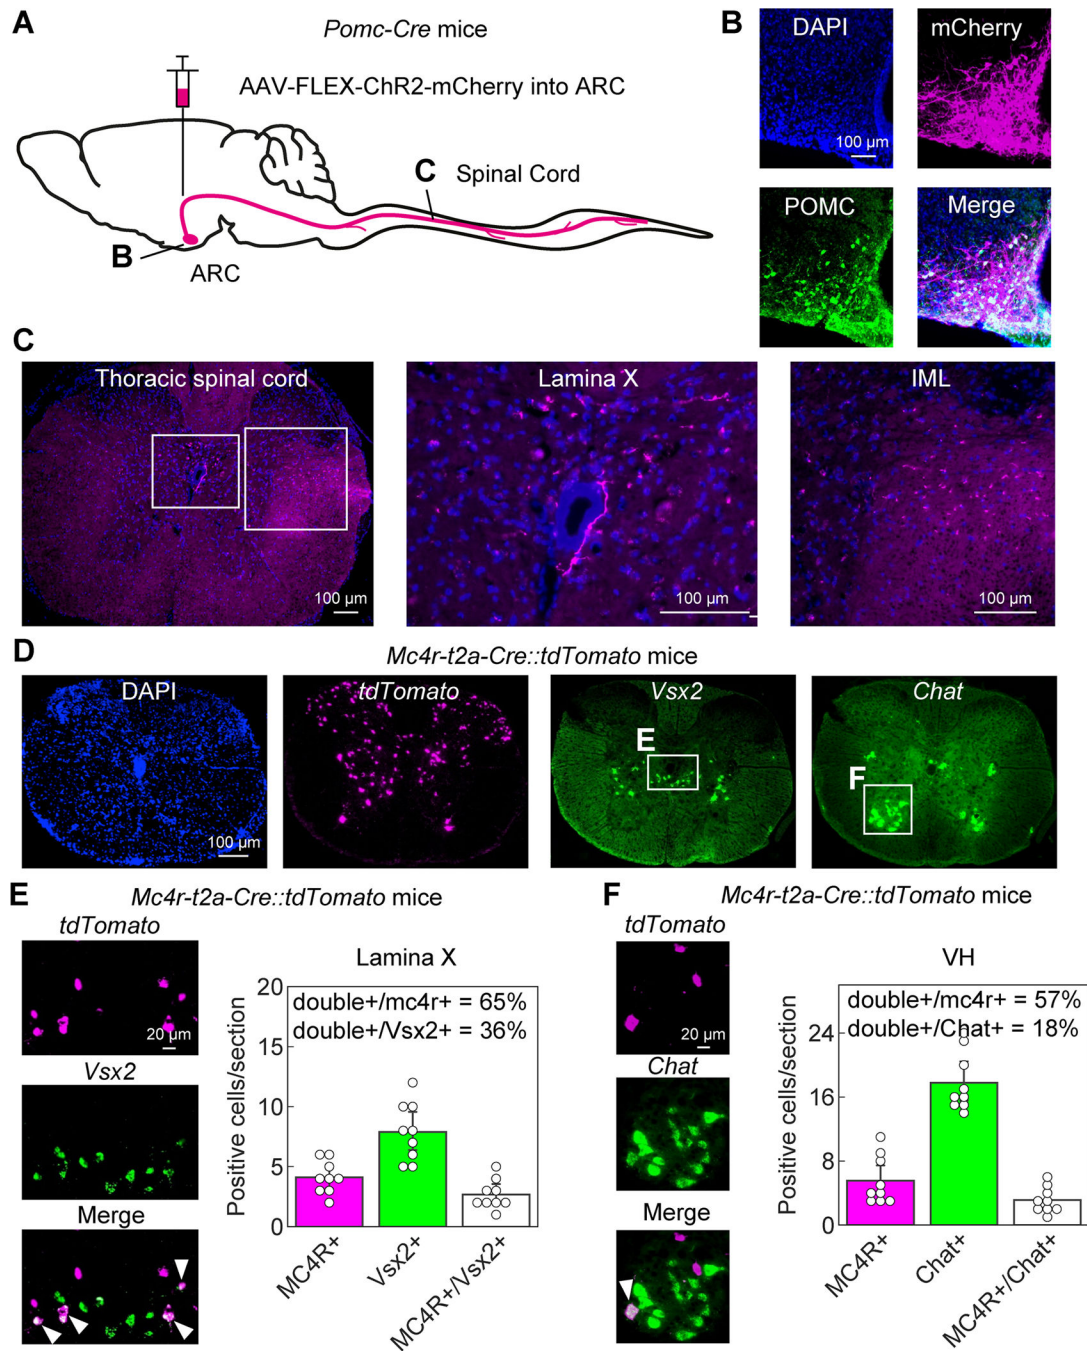 A
Pomc-Cre mice
AAV-FLEX-ChR2-mCherry into ARC
C Spinal Cord
B
ARC
B
DAPI
mCherry
100 µm
POMC
Merge
C
Thoracic spinal cord
Lamina X
IML
100 µm
100 µm
100 µm
D
Mc4r-t2a-Cre::tdTomato mice
DAPI
tdTomato
Vsx2
Chat
E
F
100 µm
E
Mc4r-t2a-Cre::tdTomato mice
tdTomato
20 µm
Vsx2
Merge
Lamina X
double+/mc4r+ = 65%
double+/Vsx2+ = 36%
Positive cells/section
20
15
10
5
0
MC4R+
Vsx2+
MC4R+/Vsx2+
F
Mc4r-t2a-Cre::tdTomato mice
tdTomato
20 µm
Chat
Merge
VH
double+/mc4r+ = 57%
double+/Chat+ = 18%
Positive cells/section
24
16
8
0
MC4R+
Chat+
MC4R+/Chat+